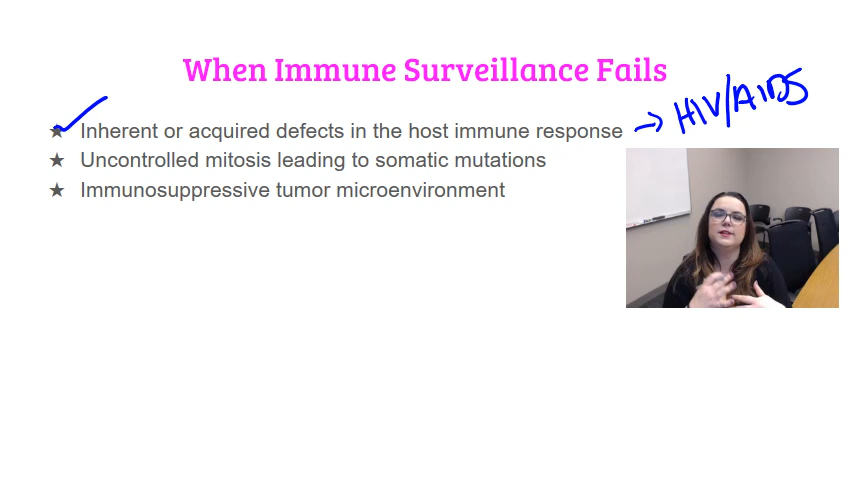 When Immune Surveillance Fails
★ Inherent or acquired defects in the host immune response → HIV/AIDS
★ Uncontrolled mitosis leading to somatic mutations
★ Immunosuppressive tumor microenvironment